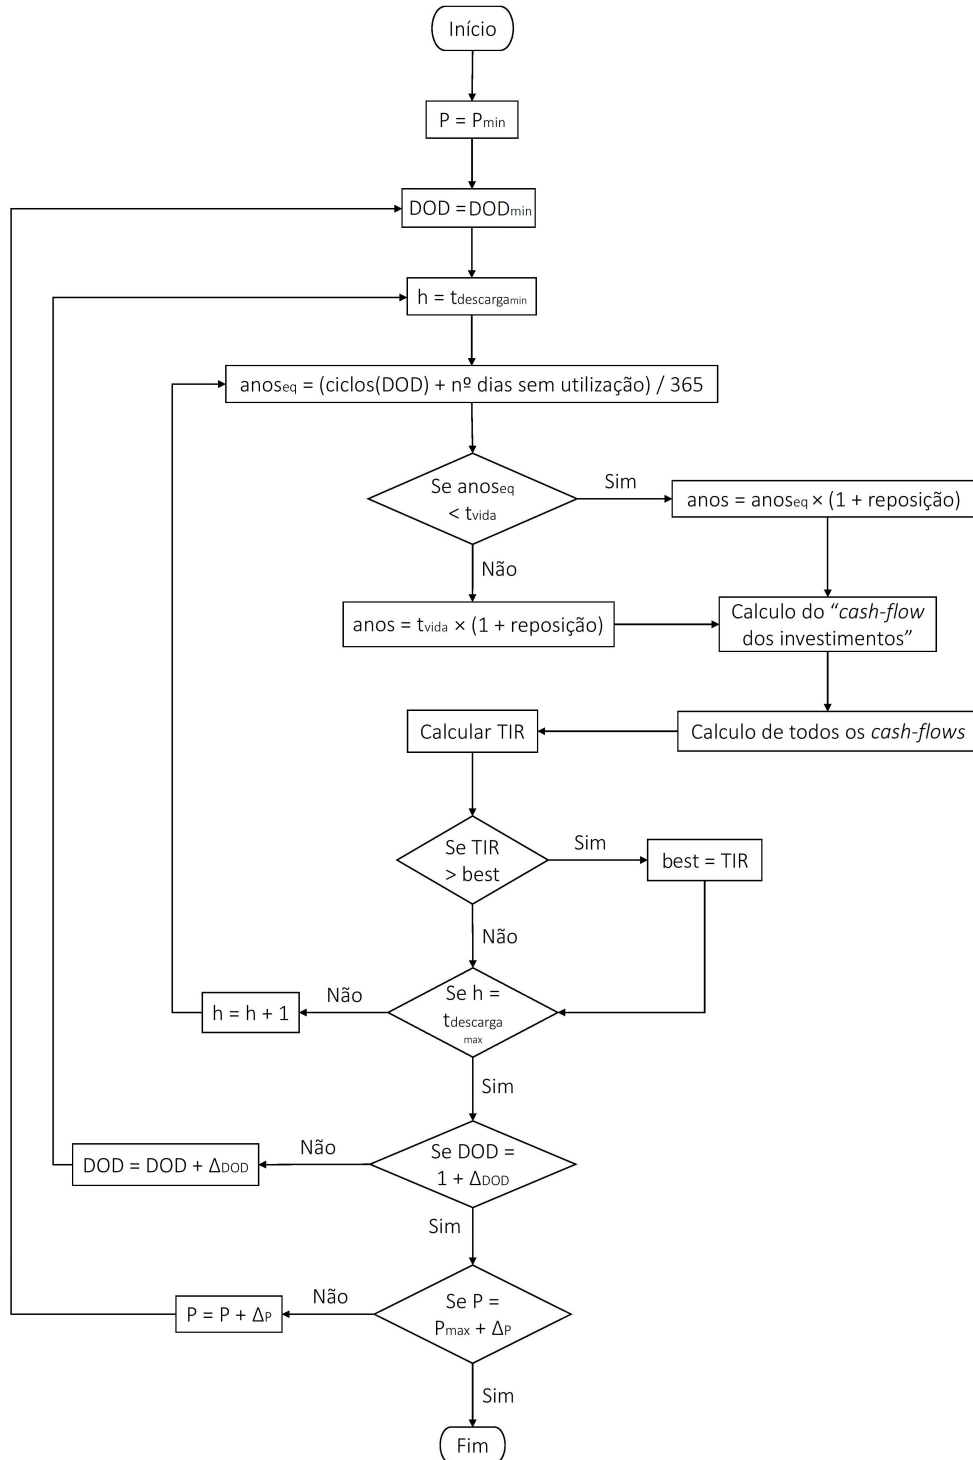 Início
P = Pmin
DOD = DODmin
h = tdescargamin
anoseq = (ciclos(DOD) + nº dias sem utilização) / 365
Se anoseq
< tvida
Sim
anos = anoseq × (1 + reposição)
Não
anos = tvida × (1 + reposição)
Calculo do “cash-flow
dos investimentos”
Calcular TIR
Calculo de todos os cash-flows
Se TIR
> best
Sim
best = TIR
Não
Se h =
tdescarga
max
Não
h = h + 1
Sim
Se DOD =
1 + ΔDOD
Não
DOD = DOD + ΔDOD
Sim
Se P =
Pmax + ΔP
Não
P = P + ΔP
Sim
Fim